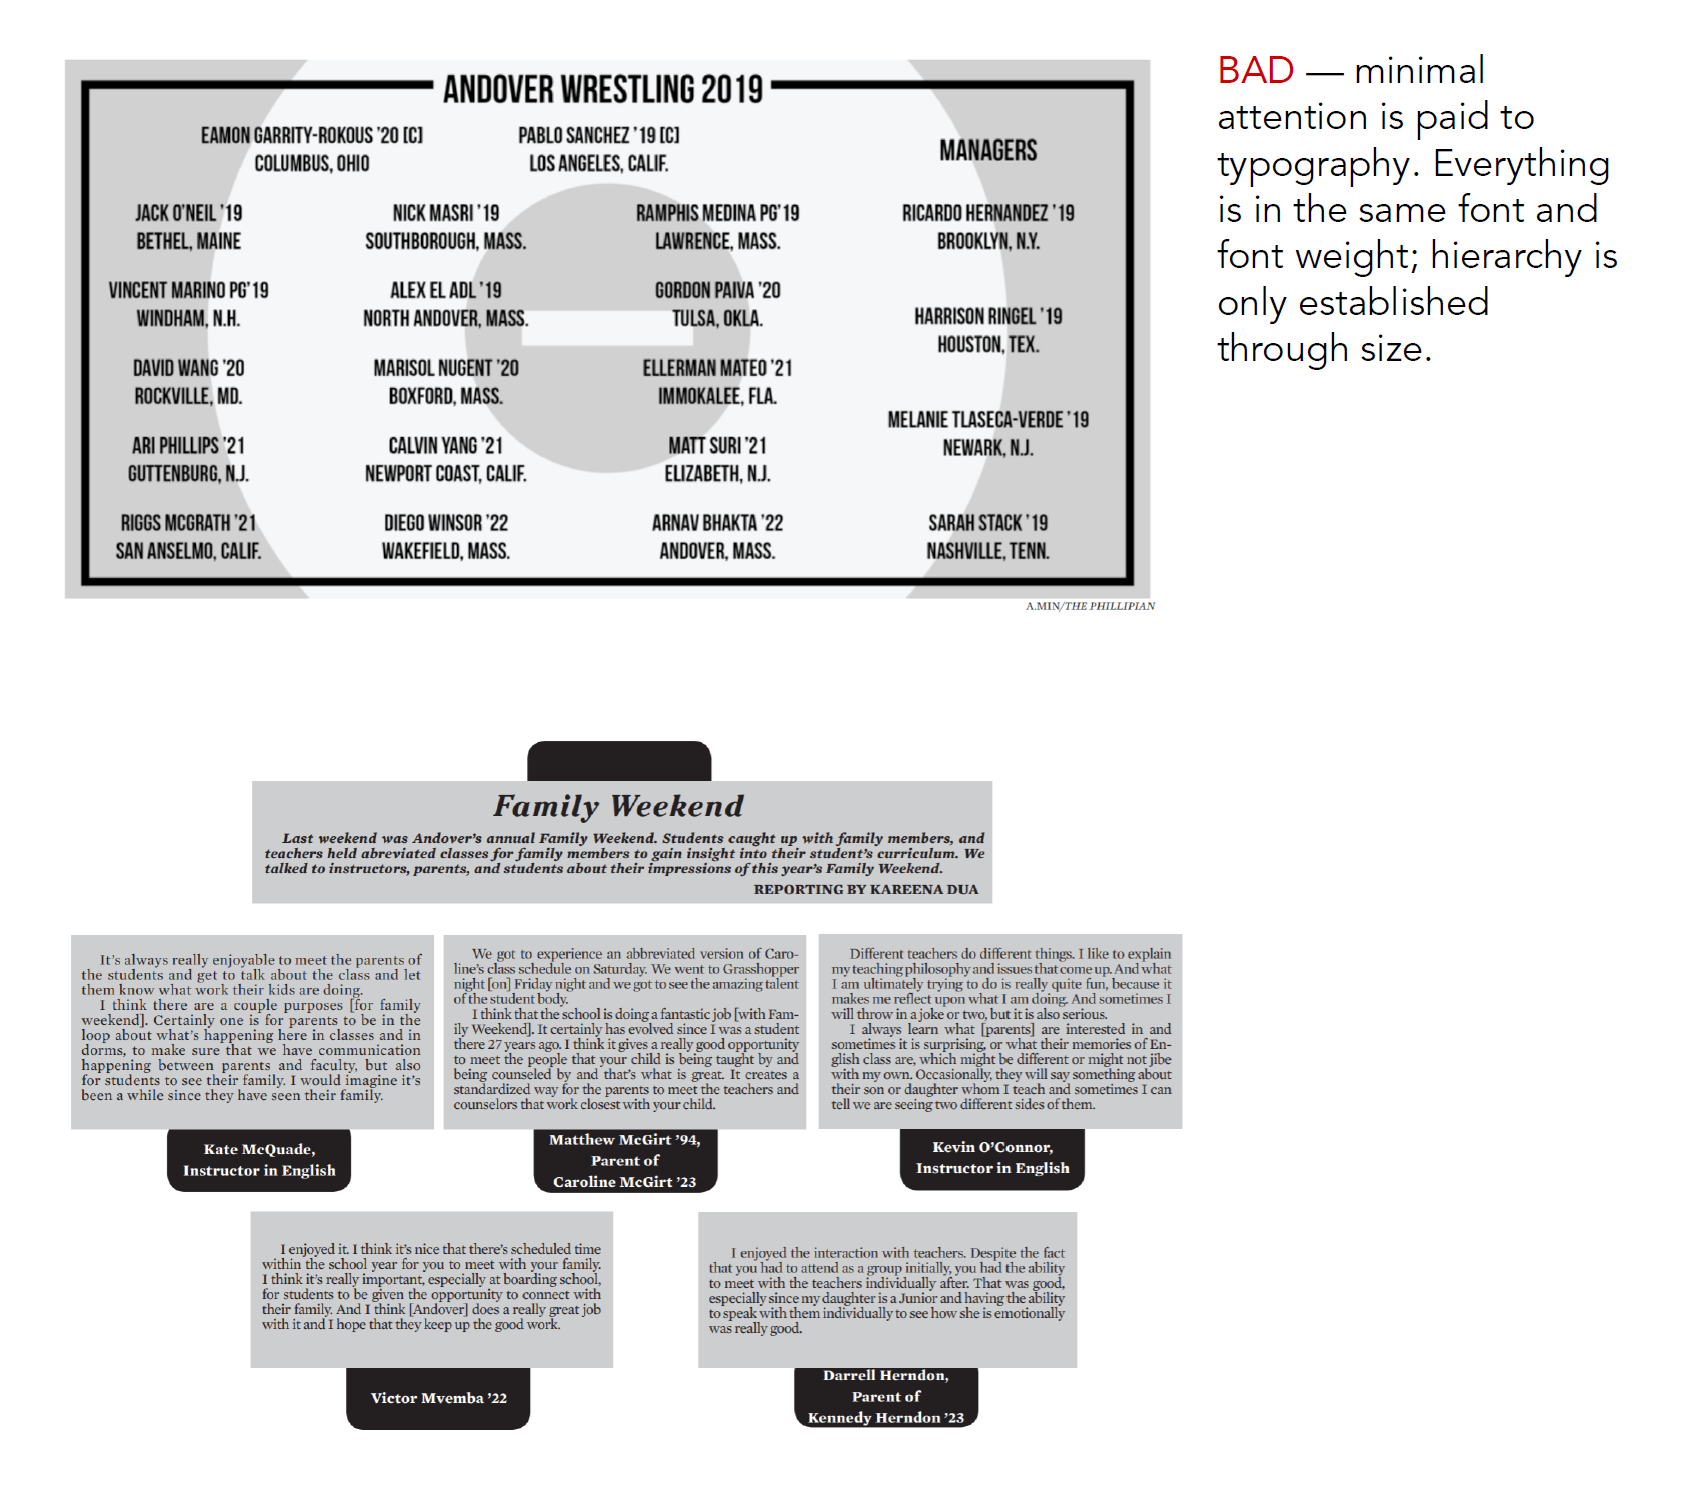 ANDOVER WRESTLING 2019
EAMON GARRITY-ROKOUS ’20 [C]
COLUMBUS, OHIO
PABLO SANCHEZ ’19 [C]
LOS ANGELES, CALIF.
MANAGERS
JACK O’NEIL ’19
BETHEL, MAINE
NICK MASRI ’19
SOUTHBOROUGH, MASS.
RAMPHIS MEDINA PG’19
LAWRENCE, MASS.
RICARDO HERNANDEZ ’19
BROOKLYN, N.Y.
VINCENT MARINO PG’19
WINDHAM, N.H.
ALEX EL ADL ’19
NORTH ANDOVER, MASS.
GORDON PAIVA ’20
TULSA, OKLA.
HARRISON RINGEL ’19
HOUSTON, TEX.
DAVID WANG ’20
ROCKVILLE, MD.
MARISOL NUGENT ’20
BOXFORD, MASS.
ELLERMAN MATEO ’21
IMMOKALEE, FLA.
MELANIE TLASECA-VERDE ’19
NEWARK, N.J.
ARI PHILLIPS ’21
GUTTENBURG, N.J.
CALVIN YANG ’21
NEWPORT COAST, CALIF.
MATT SURI ’21
ELIZABETH, N.J.
RIGGS MCGRATH ’21
SAN ANSELMO, CALIF.
DIEGO WINSOR ’22
WAKEFIELD, MASS.
ARNAV BHAKTA ’22
ANDOVER, MASS.
SARAH STACK ’19
NASHVILLE, TENN.
A.MIN/THE PHILLIPIAN
BAD — minimal
attention is paid to
typography. Everything
is in the same font and
font weight; hierarchy is
only established
through size.
Family Weekend
Last weekend was Andover’s annual Family Weekend. Students caught up with family members, and
teachers held abreviated classes for family members to gain insight into their student’s curriculum. We
talked to instructors, parents, and students about their impressions of this year’s Family Weekend.
REPORTING BY KAREENA DUA
It’s always really enjoyable to meet the parents of
the students and get to talk about the class and let
them know what work their kids are doing.
I think there are a couple purposes [for family
weekend]. Certainly one is for parents to be in the
loop about what’s happening here in classes and in
dorms, to make sure that we have communication
happening between parents and faculty, but also
for students to see their family. I would imagine it’s
been a while since they have seen their family.
Kate McQuade,
Instructor in English
We got to experience an abbreviated version of Caro-
line’s class schedule on Saturday. We went to Grasshopper
night [on] Friday night and we got to see the amazing talent
of the student body.
I think that the school is doing a fantastic job [with Fam-
ily Weekend]. It certainly has evolved since I was a student
there 27 years ago. I think it gives a really good opportunity
to meet the people that your child is being taught by and
being counseled by and that’s what is great. It creates a
standardized way for the parents to meet the teachers and
counselors that work closest with your child.
Matthew McGirt ’94,
Parent of
Caroline McGirt ’23
Different teachers do different things. I like to explain
my teaching philosophy and issues that come up. And what
I am ultimately trying to do is really quite fun, because it
makes me reflect upon what I am doing. And sometimes I
will throw in a joke or two, but it is also serious.
I always learn what [parents] are interested in and
sometimes it is surprising, or what their memories of En-
glish class are, which might be different or might not jibe
with my own. Occasionally, they will say something about
their son or daughter whom I teach and sometimes I can
tell we are seeing two different sides of them.
Kevin O’Connor,
Instructor in English
I enjoyed it. I think it’s nice that there’s scheduled time
within the school year for you to meet with your family.
I think it’s really important, especially at boarding school,
for students to be given the opportunity to connect with
their family. And I think [Andover] does a really great job
with it and I hope that they keep up the good work.
Victor Mvemba ’22
I enjoyed the interaction with teachers. Despite the fact
that you had to attend as a group initially, you had the ability
to meet with the teachers individually after. That was good,
especially since my daughter is a Junior and having the ability
to speak with them individually to see how she is emotionally
was really good.
Darrell Herndon,
Parent of
Kennedy Herndon ’23